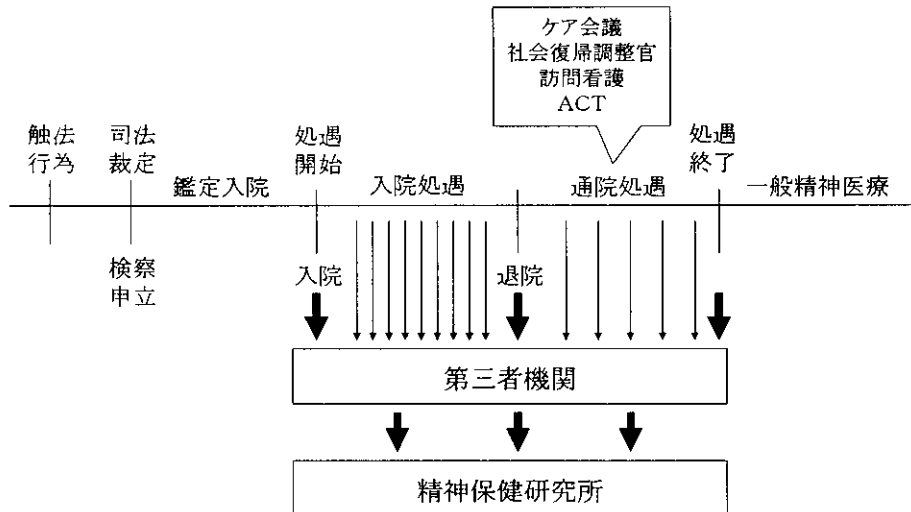 ケア会議
社会復帰調整官
訪問看護
ACT
触法
行為
司法
裁定
処遇
開始
処遇
終了
鑑定入院
入院処遇
通院処遇
一般精神医療
検察
申立
入院
退院
第三者機関
精神保健研究所